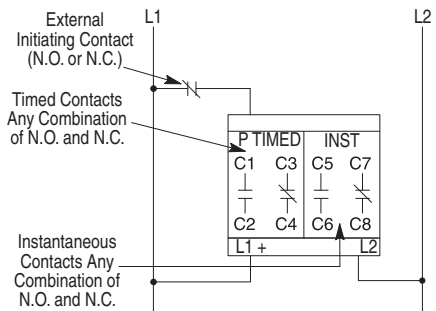 External
Initiating Contact
(N.O. or N.C.)
L1
L2
Timed Contacts
Any Combination
of N.O. and N.C.
P TIMED INST
C1 C3 C5 C7
C2 C4 C6 C8
L1 + L2
Instantaneous
Contacts Any
Combination of
N.O. and N.C.